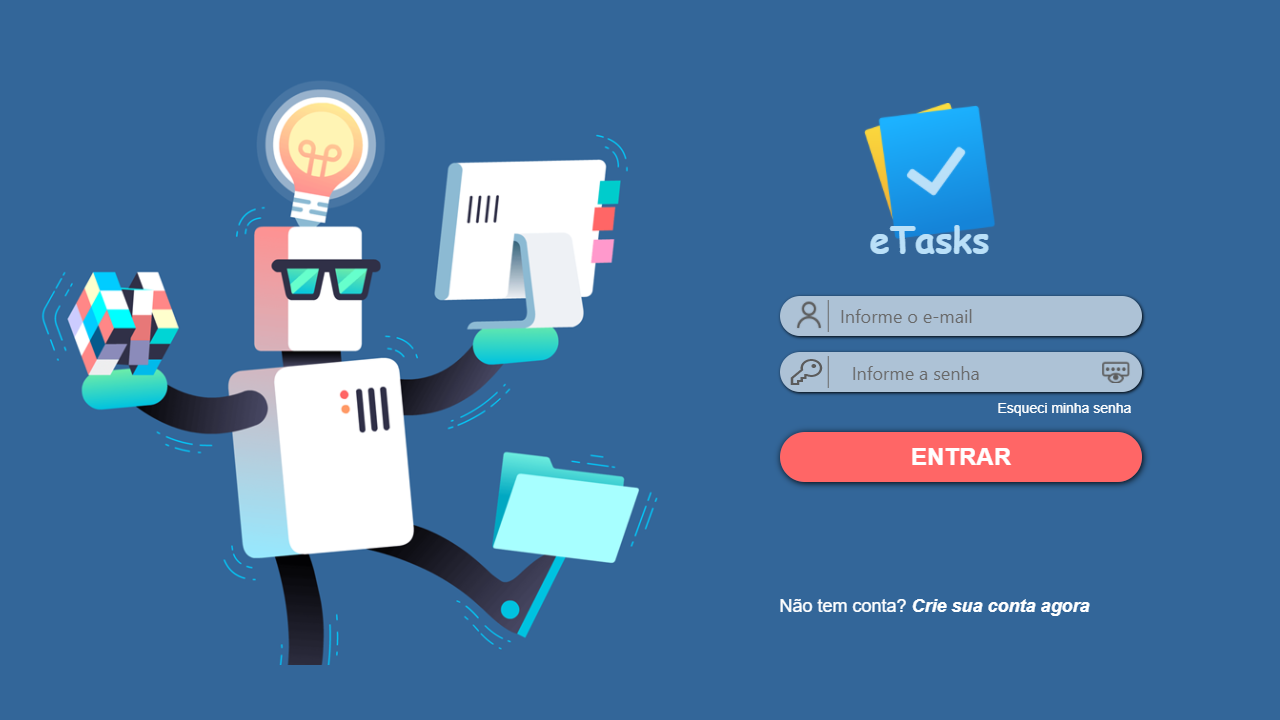 eTasks
Informe o e-mail
Informe a senha
Esqueci minha senha
ENTRAR
Não tem conta? Crie sua conta agora